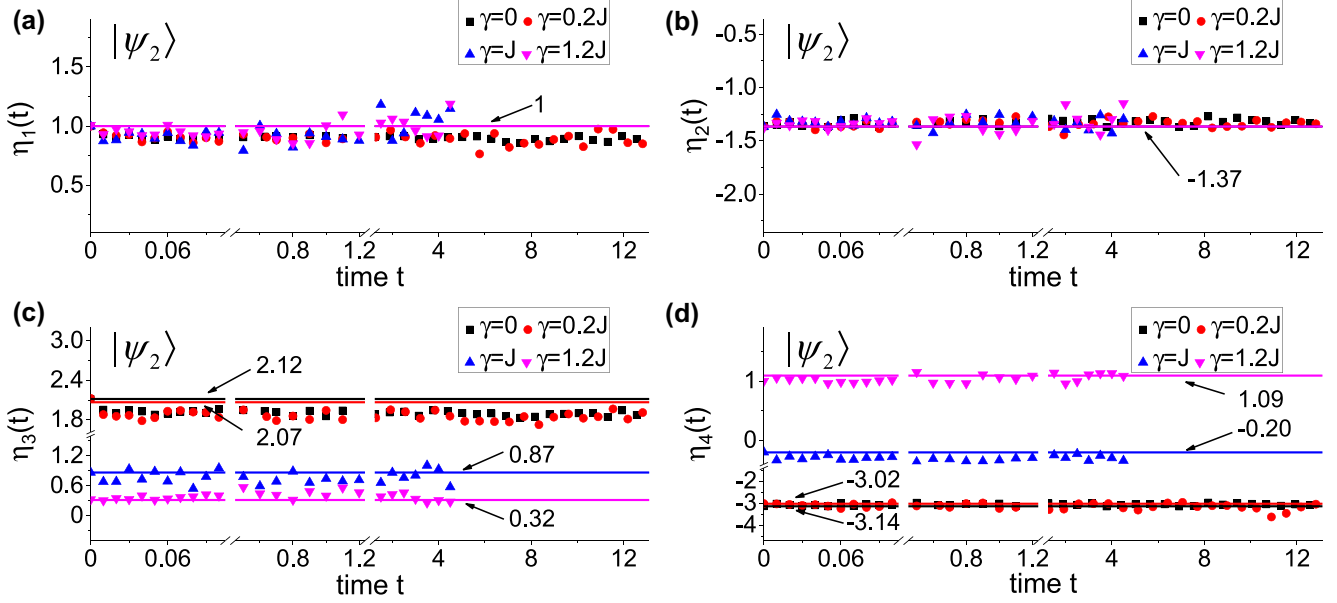 (a)
|ψ₂⟩
γ=0 γ=0.2J
γ=J γ=1.2J
1
η₁(t)
1.5
1.0
0.5
0 0.06 0.8 1.2 4 8 12
time t
(b)
|ψ₂⟩
γ=0 γ=0.2J
γ=J γ=1.2J
-1.37
η₂(t)
-0.5
-1.0
-1.5
-2.0
0 0.06 0.8 1.2 4 8 12
time t
(c)
|ψ₂⟩
γ=0 γ=0.2J
γ=J γ=1.2J
2.12
2.07
0.87
0.32
η₃(t)
3.0
2.4
1.8
1.2
0.6
0
0 0.06 0.8 1.2 4 8 12
time t
(d)
|ψ₂⟩
γ=0 γ=0.2J
γ=J γ=1.2J
1.09
-0.20
-3.02
-3.14
η₄(t)
1
0
-2
-3
-4
0 0.06 0.8 1.2 4 8 12
time t